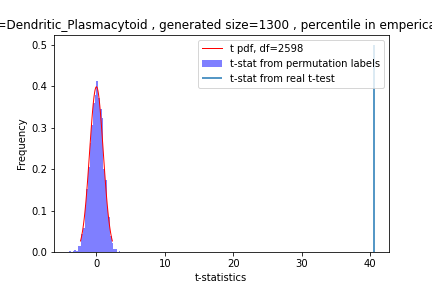 =Dendritic_Plasmacytoid , generated size=1300 , percentile in emperica
t pdf, df=2598
t-stat from permutation labels
t-stat from real t-test
Frequency
0.5
0.4
0.3
0.2
0.1
0.0
0
10
20
30
40
t-statistics